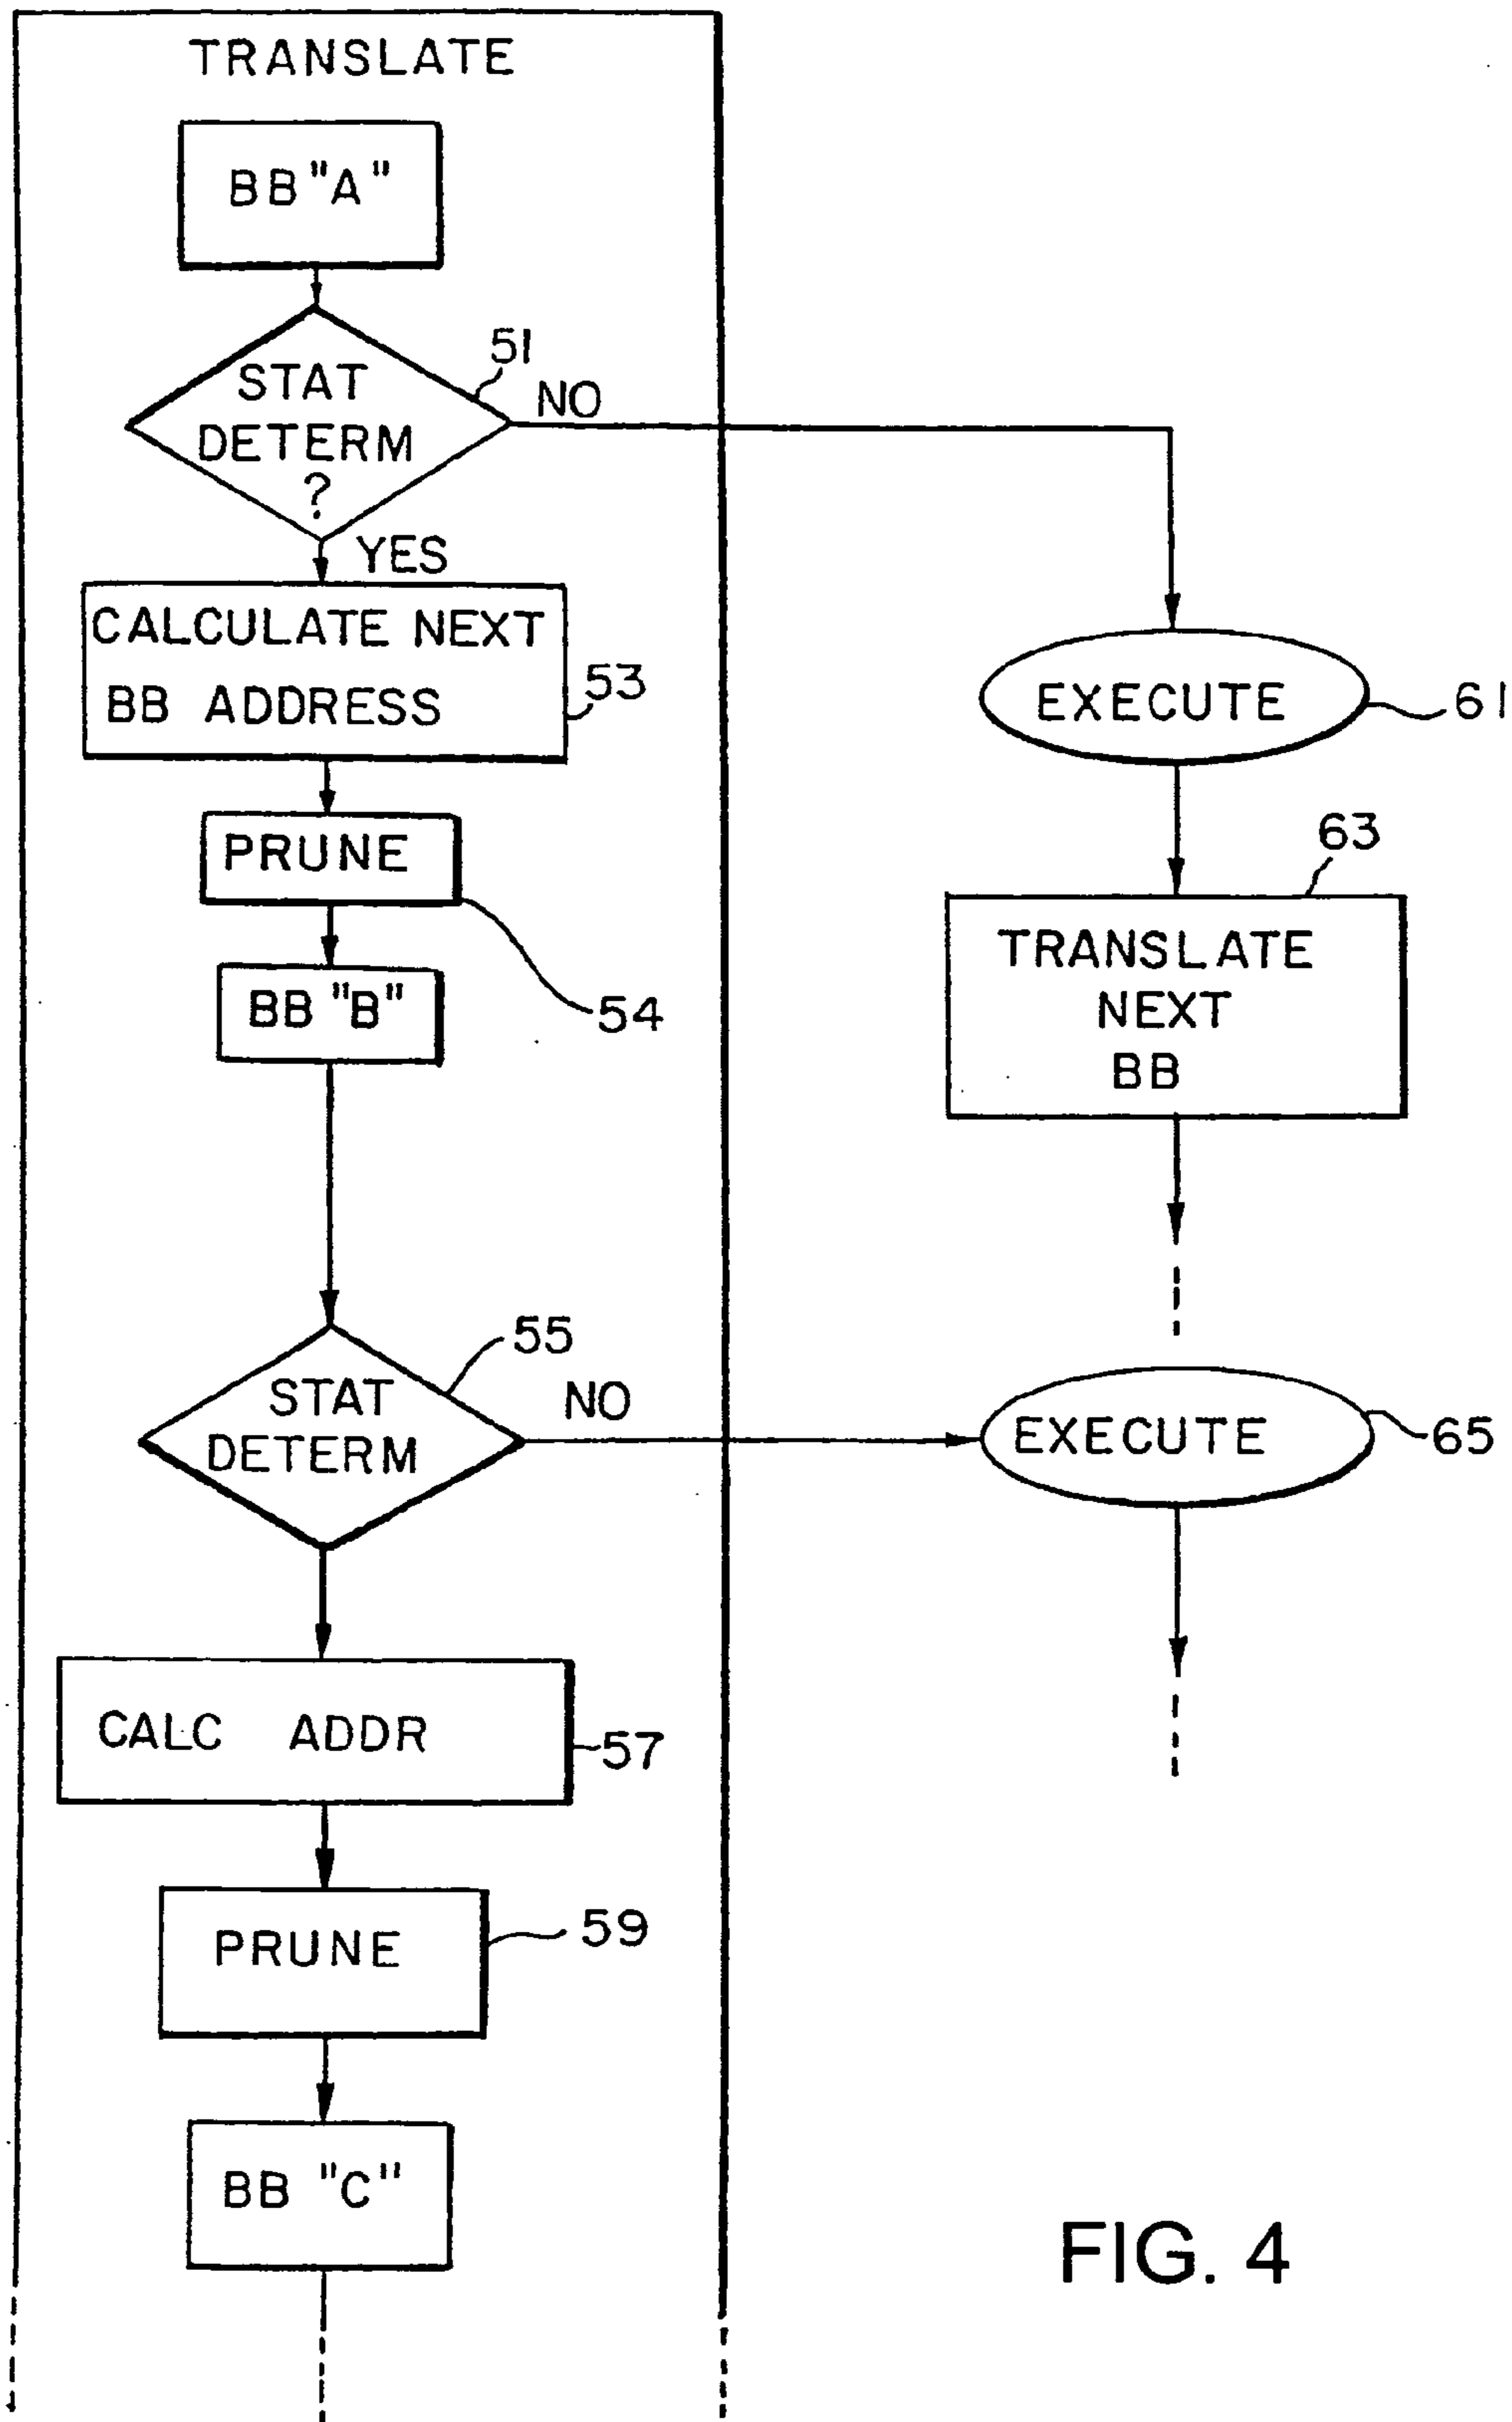 TRANSLATE
BB "A"
51
STAT
DETERM
?
NO
YES
CALCULATE NEXT
BB ADDRESS
53
PRUNE
54
BB "B"
EXECUTE
61
63
TRANSLATE
NEXT
BB
55
STAT
DETERM
NO
EXECUTE
65
CALC ADDR
57
PRUNE
59
BB "C"
FIG. 4